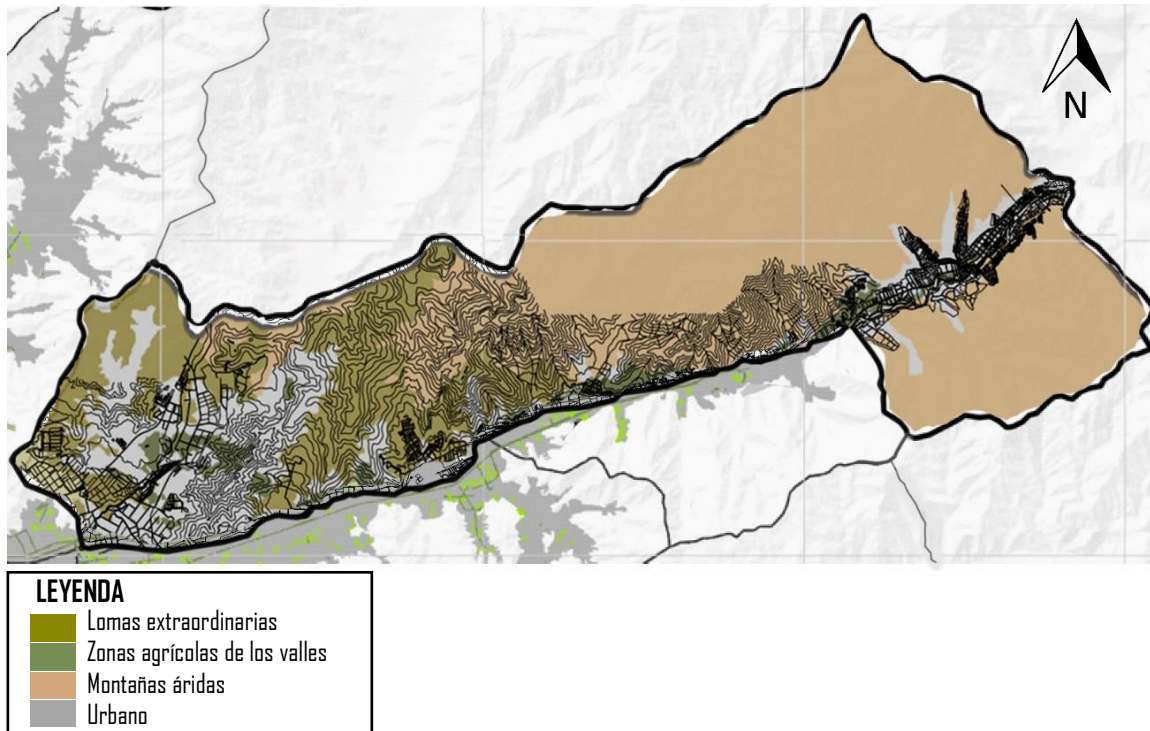 N
LEYENDA
Lomas extraordinarias
Zonas agrícolas de los valles
Montañas áridas
Urbano